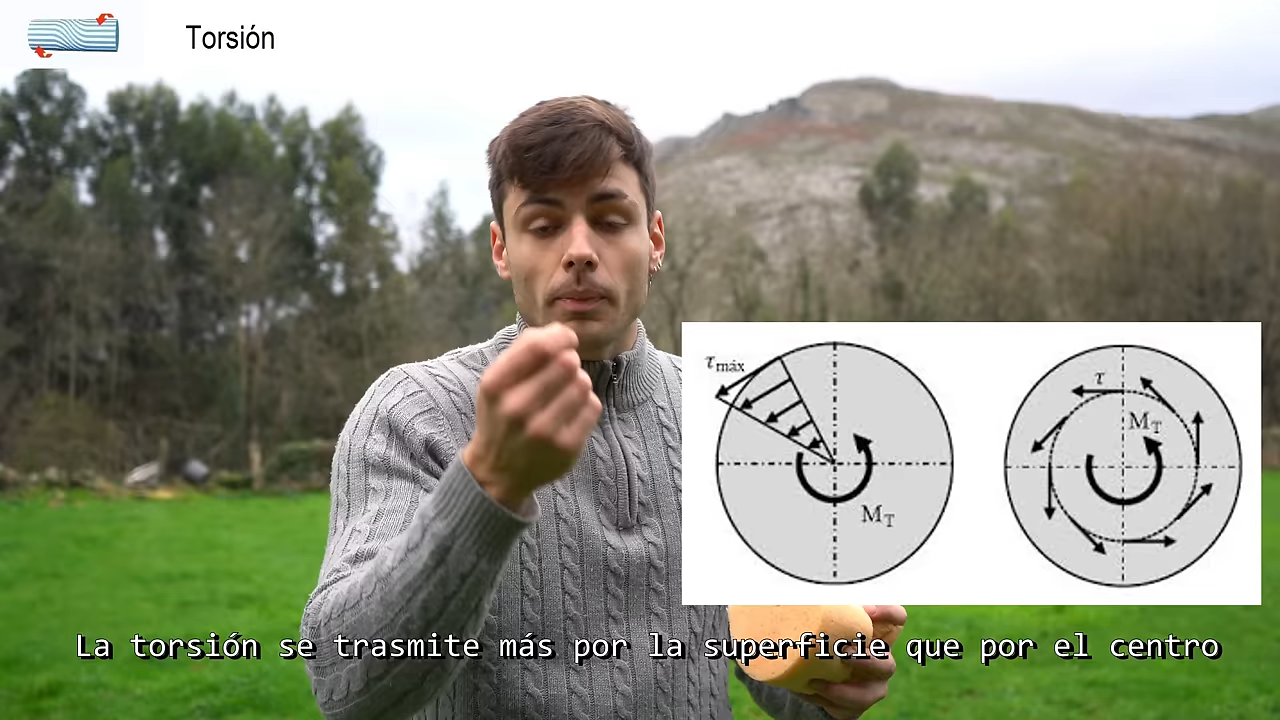 Torsión
τmáx
MT
τ
MT
La torsión se trasmite más por la superficie que por el centro